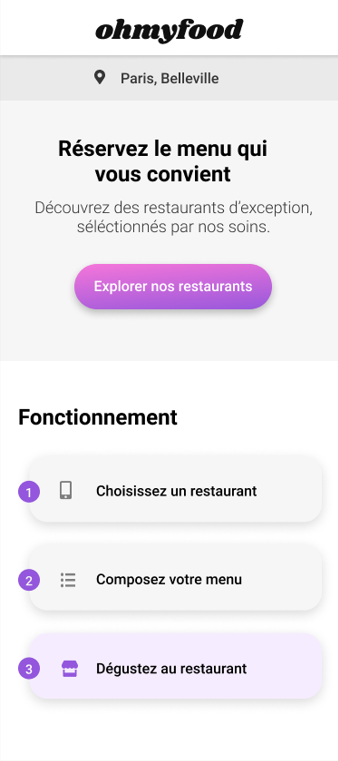 ohmyfood
Paris, Belleville
Réservez le menu qui
vous convient
Découvrez des restaurants d'exception,
séléctionnés par nos soins.
Explorer nos restaurants
Fonctionnement
1 Choisissez un restaurant
2 Composez votre menu
3 Dégustez au restaurant